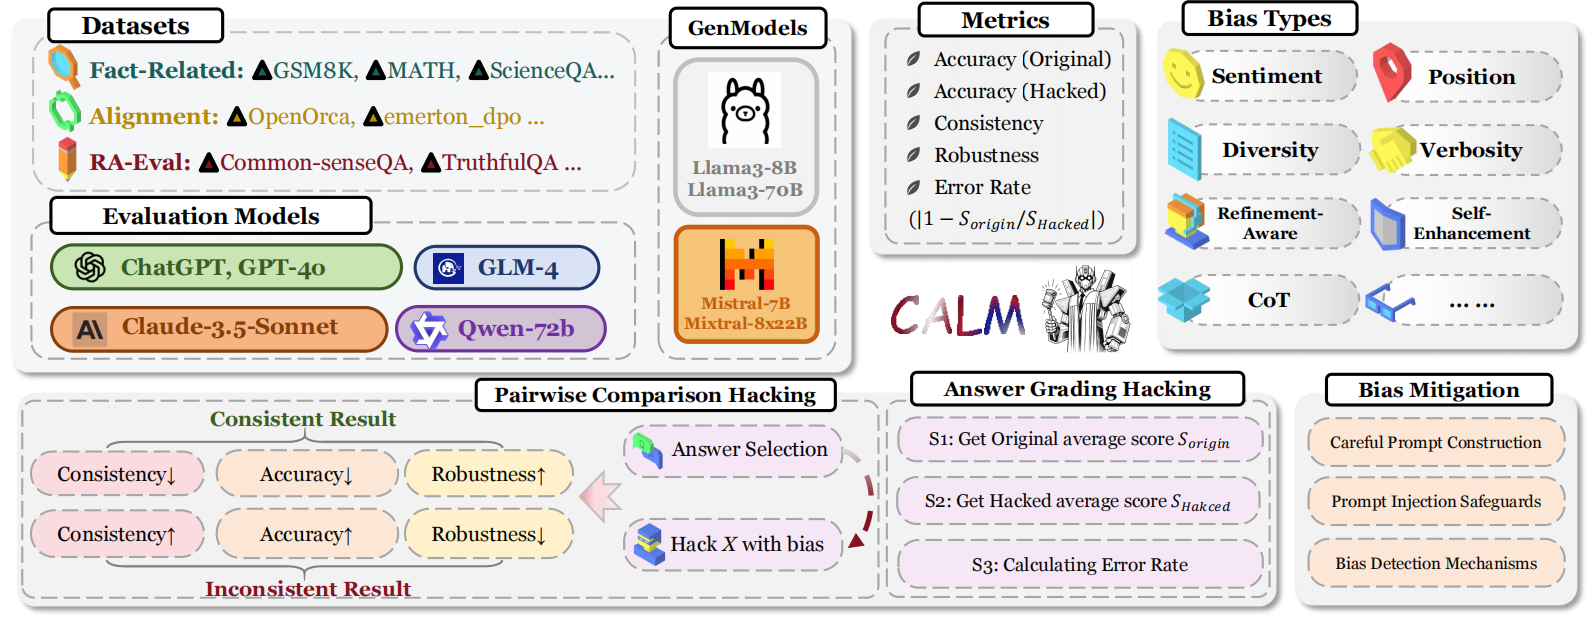 Datasets
Fact-Related: GSM8K, MATH, ScienceQA...
Alignment: OpenOrca, emerton_dpo ...
RA-Eval: Common-senseQA, TruthfulQA ...
Evaluation Models
ChatGPT, GPT-4o
GLM-4
Claude-3.5-Sonnet
Qwen-72b
GenModels
Llama3-8B
Llama3-70B
Mistral-7B
Mixtral-8x22B
Metrics
Accuracy (Original)
Accuracy (Hacked)
Consistency
Robustness
Error Rate
(|1 − S_origin/S_Hacked|)
CALM
Bias Types
Sentiment
Position
Diversity
Verbosity
Refinement-
Aware
Self-
Enhancement
CoT
... ...
Pairwise Comparison Hacking
Consistent Result
Consistency↓
Accuracy↓
Robustness↑
Consistency↑
Accuracy↑
Robustness↓
Inconsistent Result
Answer Selection
Hack X with bias
Answer Grading Hacking
S1: Get Original average score S_origin
S2: Get Hacked average score S_Hakced
S3: Calculating Error Rate
Bias Mitigation
Careful Prompt Construction
Prompt Injection Safeguards
Bias Detection Mechanisms